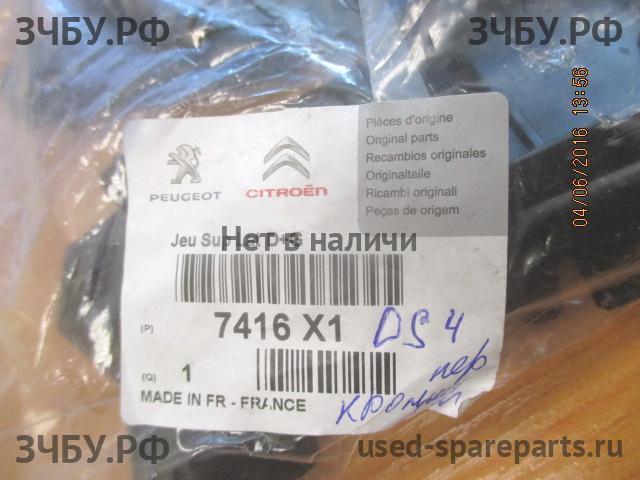 ЗЧБУ.РФ
ЗЧБУ.РФ
04/06/2016 13:56
PEUGEOT
CITROËN
Pièces d'origine
Original parts
Recambios originales
Originalteile
Ricambi originali
Peças de origem
Jeu
Нет в наличи
(P) 7416 X1
DS 4
(Q) 1
пер
MADE IN FR - FRANCE
ЗЧБУ.РФ
used-spareparts.ru